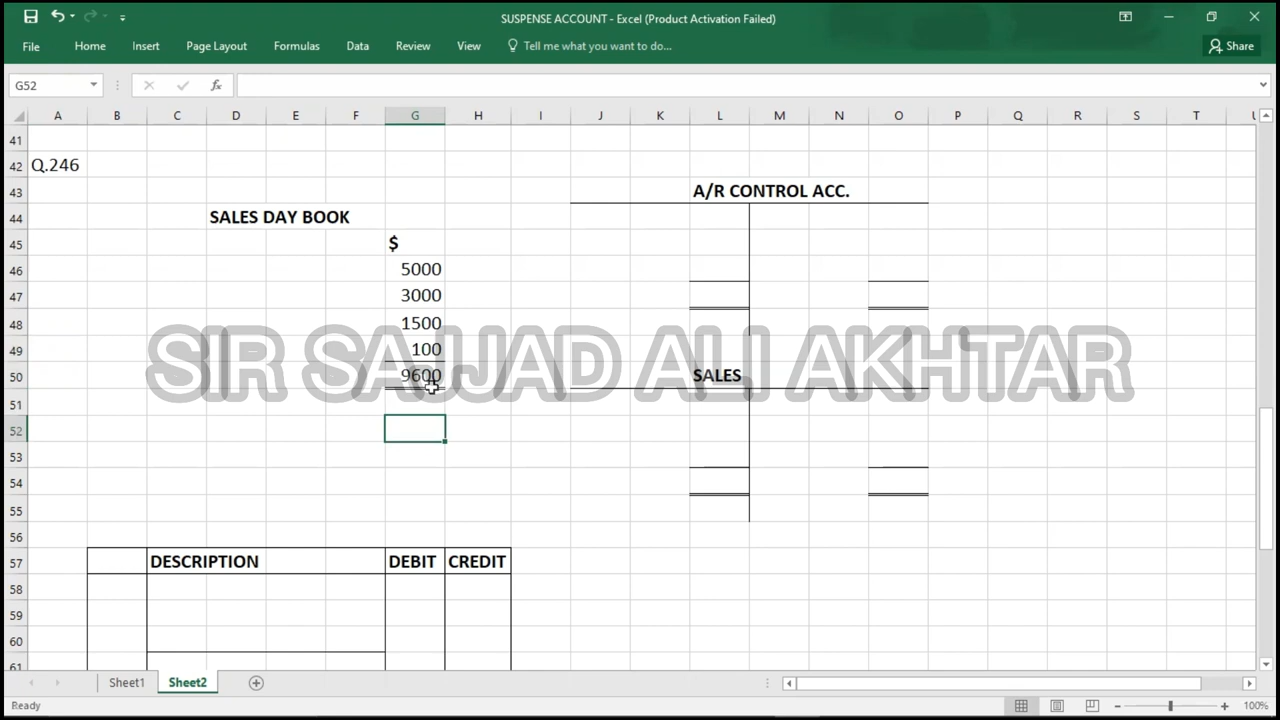 SUSPENSE ACCOUNT - Excel (Product Activation Failed)
File Home Insert Page Layout Formulas Data Review View Tell me what you want to do... Share
G52 fx
A B C D E F G H I J K L M N O P Q R S T U
41
42 Q.246
43 A/R CONTROL ACC.
44 SALES DAY BOOK
45 $
46 5000
47 3000
48 1500
49 100
SIR SAJJAD ALI AKHTAR
50 9600 SALES
51
52
53
54
55
56
57 DESCRIPTION DEBIT CREDIT
58
59
60
61
Sheet1 Sheet2
Ready 100%